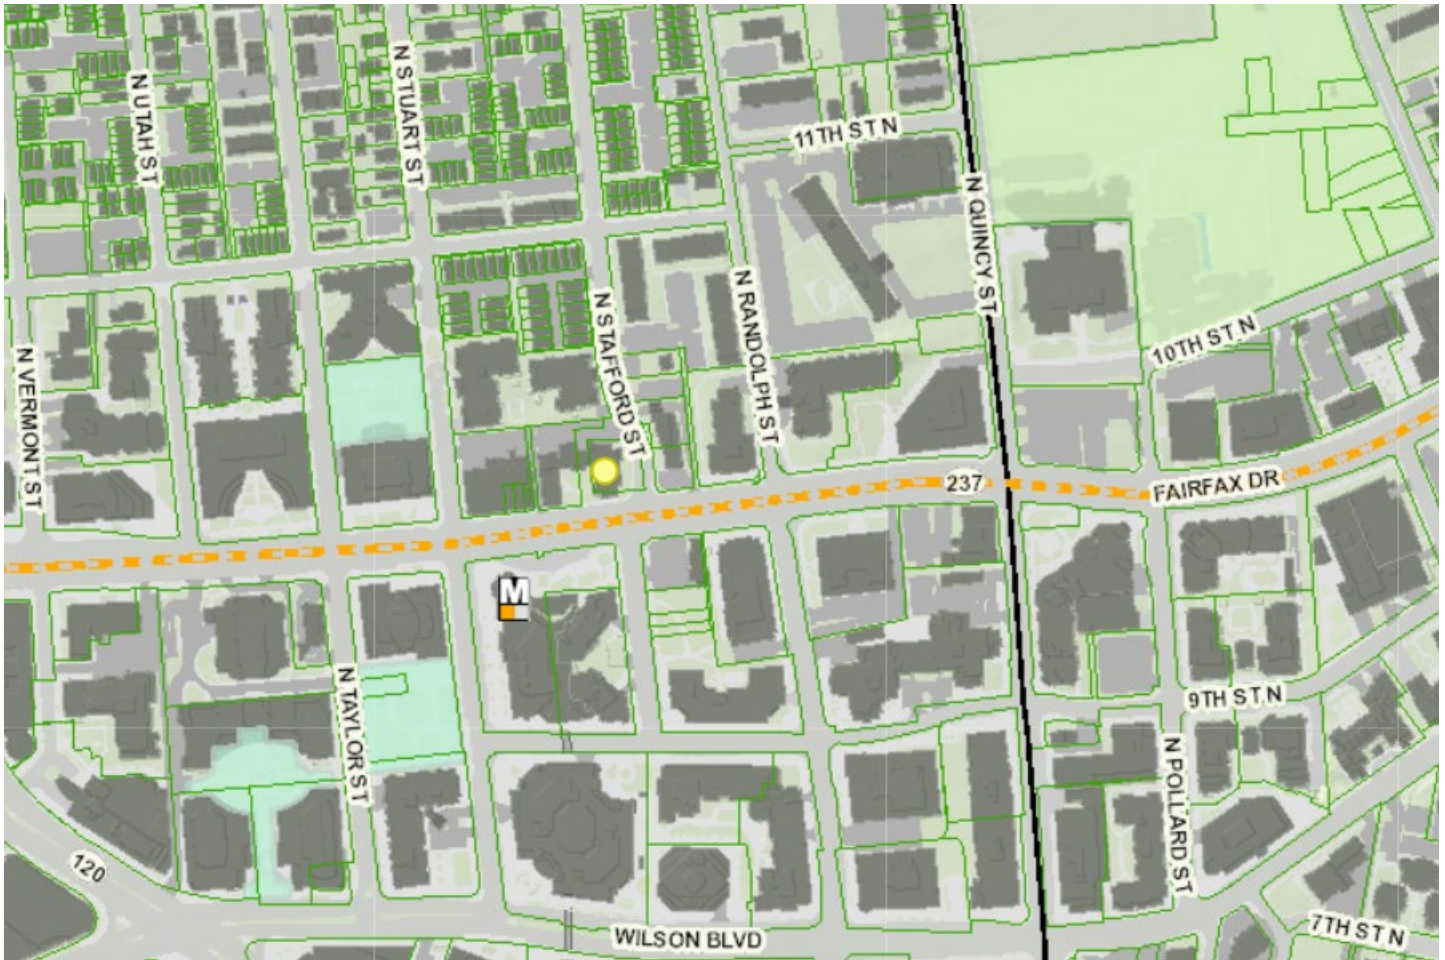 N UTAH ST
N STUART ST
11TH ST N
N QUINCY ST
N STAFFORD ST
N RANDOLPH ST
10TH ST N
N VERMONT ST
237
FAIRFAX DR
M
N TAYLOR ST
9TH ST N
N POLLARD ST
120
WILSON BLVD
7TH ST N